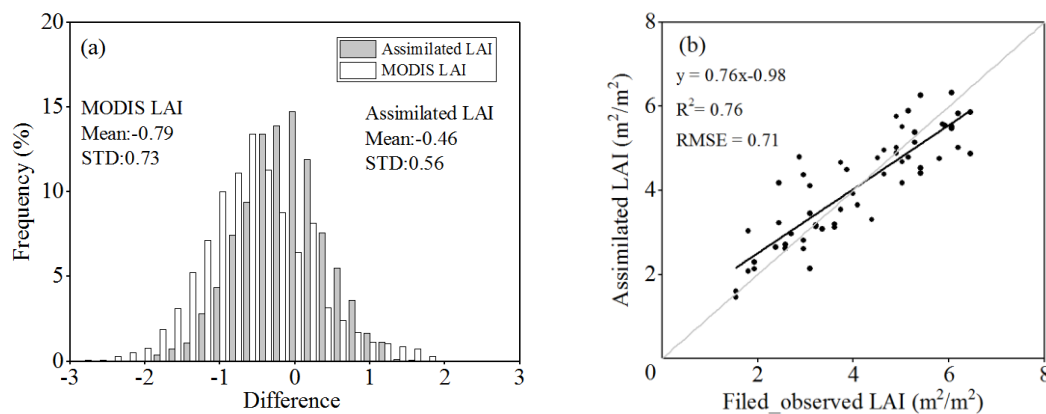 (a)
Assimilated LAI
MODIS LAI
MODIS LAI
Mean:-0.79
STD:0.73
Assimilated LAI
Mean:-0.46
STD:0.56
Frequency (%)
20
15
10
5
0
-3 -2 -1 0 1 2 3
Difference
(b)
y = 0.76x-0.98
R²= 0.76
RMSE = 0.71
Assimilated LAI (m²/m²)
8
6
4
2
0 2 4 6 8
Filed_observed LAI (m²/m²)